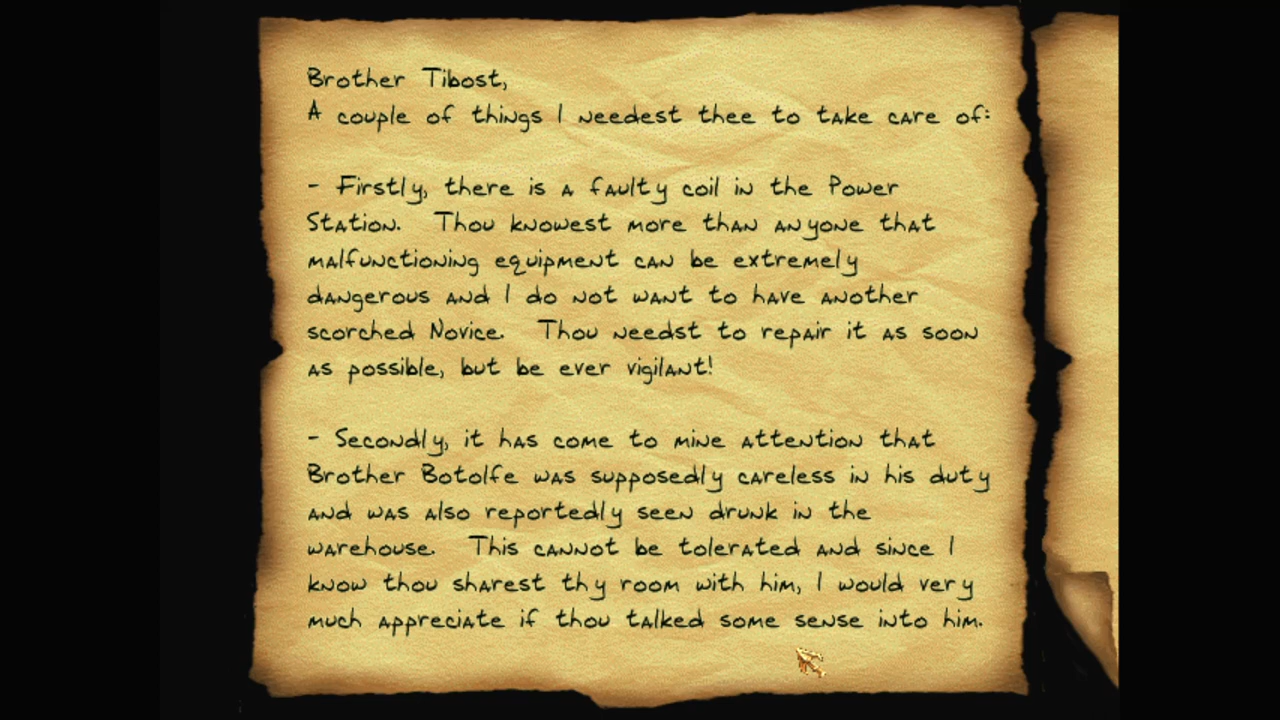 Brother Tibost,
A couple of things I needest thee to take care of:
- Firstly, there is a faulty coil in the Power
Station. Thou knowest more than anyone that
malfunctioning equipment can be extremely
dangerous and I do not want to have another
scorched Novice. Thou needst to repair it as soon
as possible, but be ever vigilant!
- Secondly, it has come to mine attention that
Brother Botolfe was supposedly careless in his duty
and was also reportedly seen drunk in the
warehouse. This cannot be tolerated and since I
know thou sharest thy room with him, I would very
much appreciate if thou talked some sense into him.